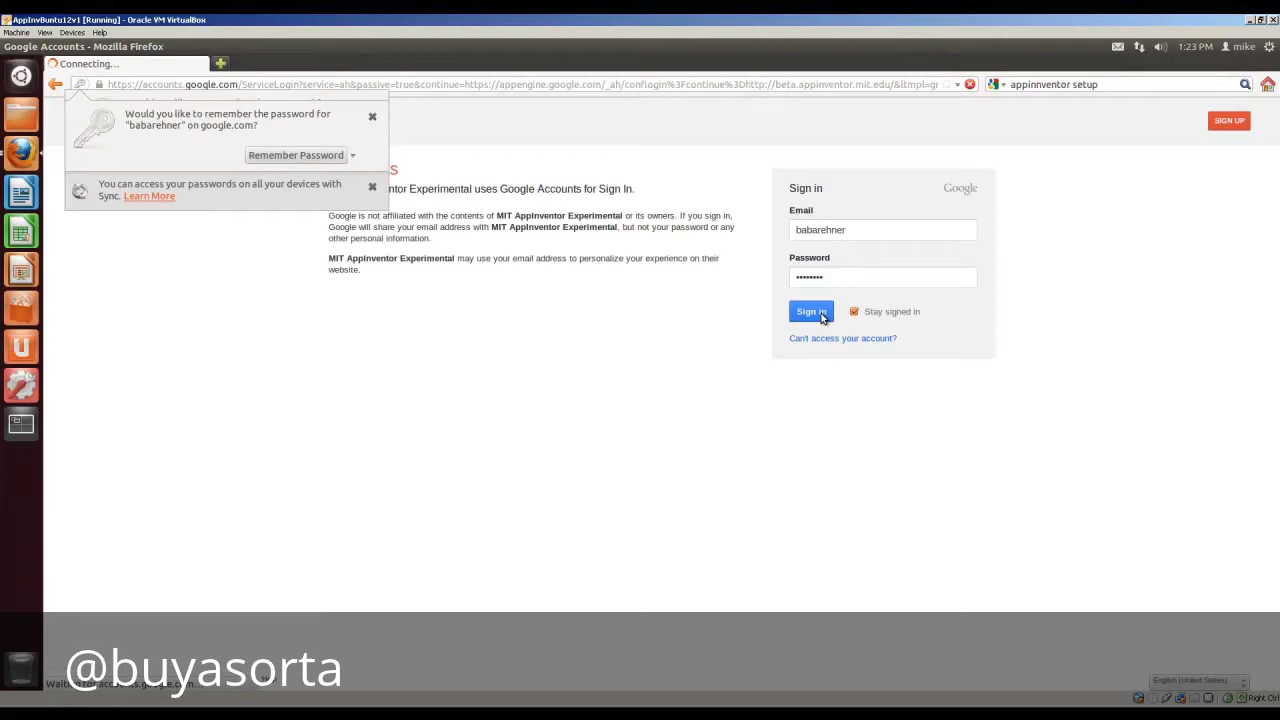 AppInvBuntu12v1 [Running] - Oracle VM VirtualBox
Machine View Devices Help
Google Accounts - Mozilla Firefox
1:23 PM mike
Connecting...
https://accounts.google.com/ServiceLogin?service=ah&passive=true&continue=https://appengine.google.com/_ah/conflogin%3Fcontinue%3Dhttp://beta.appinventor.mit.edu/&ltmpl=gr
appinnventor setup
Would you like to remember the password for
"babarehner" on google.com?
Remember Password
You can access your passwords on all your devices with
Sync. Learn More
SIGN UP
S
ntor Experimental uses Google Accounts for Sign In.
Google is not affiliated with the contents of MIT AppInventor Experimental or its owners. If you sign in,
Google will share your email address with MIT AppInventor Experimental, but not your password or any
other personal information.
MIT AppInventor Experimental may use your email address to personalize your experience on their
website.
Sign in Google
Email
babarehner
Password
••••••••
Sign in Stay signed in
Can't access your account?
@buyasorta
English (United States)
Right Ctrl